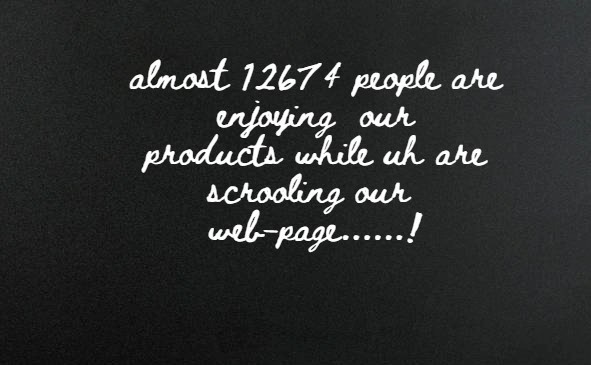 almost 12674 people are
enjoying our
products while uh are
scrooling our
web-page......!